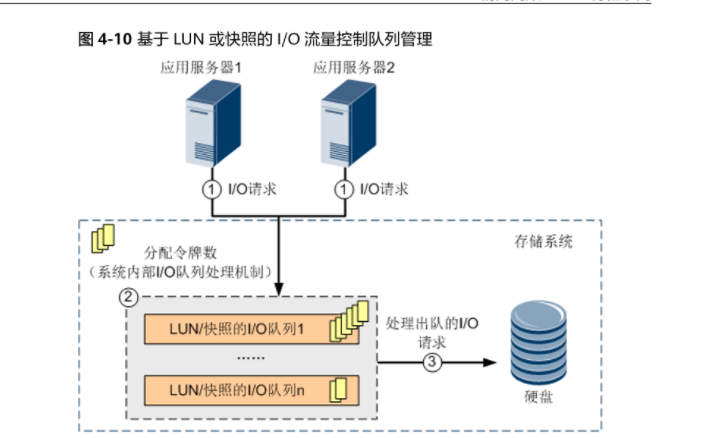 图 4-10 基于 LUN 或快照的 I/O 流量控制队列管理
应用服务器1
应用服务器2
① I/O请求
① I/O请求
分配令牌数
（系统内部I/O队列处理机制）
存储系统
②
LUN/快照的I/O队列1
……
LUN/快照的I/O队列n
处理出队的I/O
请求
③
硬盘